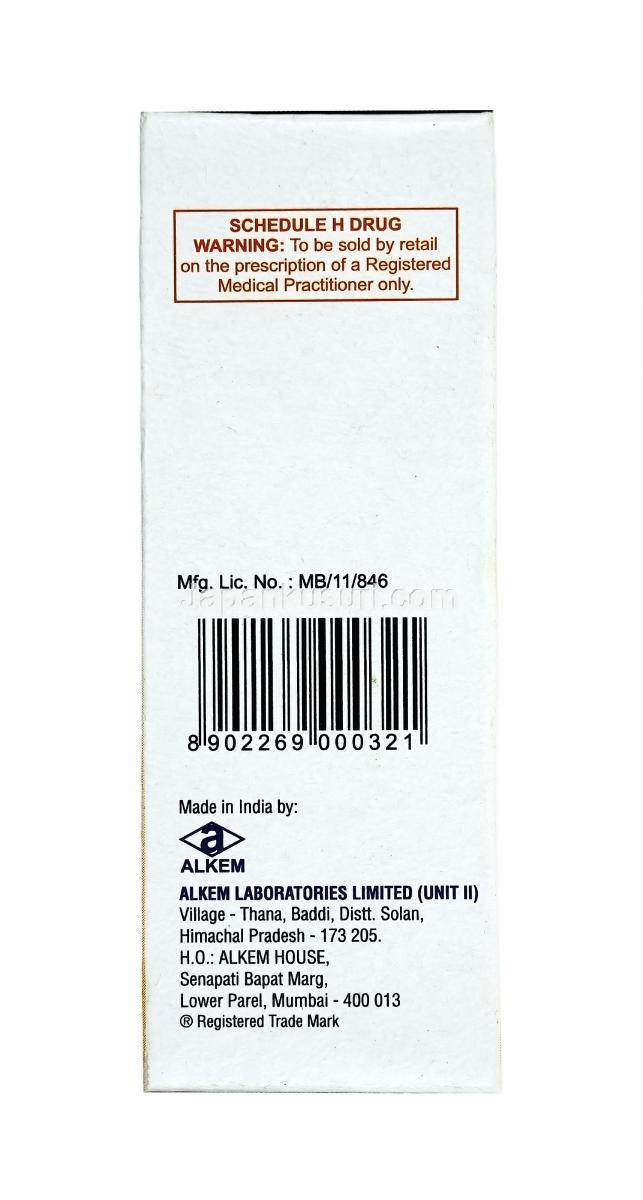 SCHEDULE H DRUG
WARNING: To be sold by retail
on the prescription of a Registered
Medical Practitioner only.
Mfg. Lic. No. : MB/11/846
Japankusuri.com
8 902269 000321
Made in India by:
a
ALKEM
ALKEM LABORATORIES LIMITED (UNIT II)
Village - Thana, Baddi, Distt. Solan,
Himachal Pradesh - 173 205.
H.O.: ALKEM HOUSE,
Senapati Bapat Marg,
Lower Parel, Mumbai - 400 013
® Registered Trade Mark